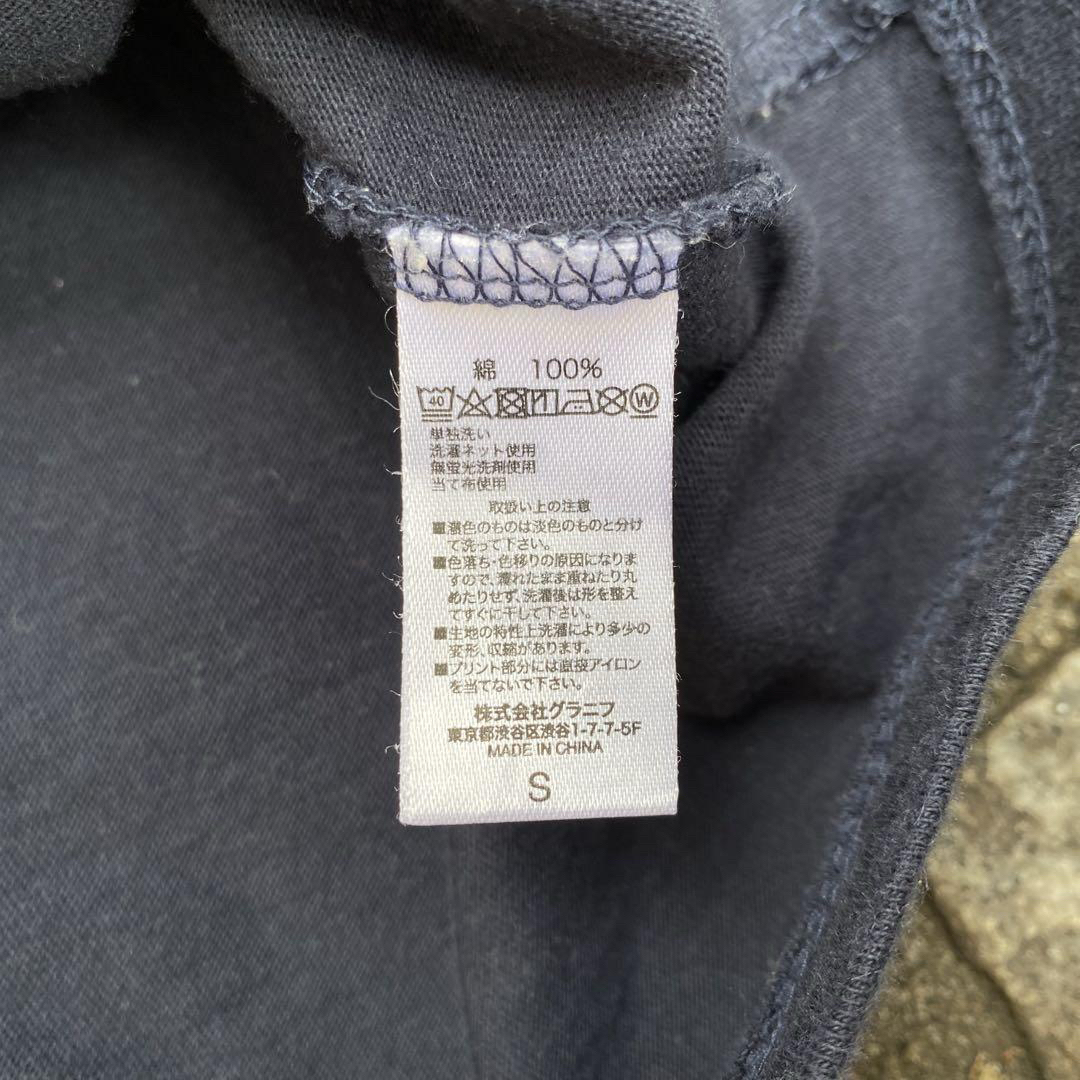 綿 100%
40 W
単独洗い
洗濯ネット使用
無蛍光洗剤使用
当て布使用
取扱い上の注意
■濃色のものは淡色のものと分け
て洗って下さい。
■色落ち・色移りの原因になりま
すので、濡れたまま重ねたり丸
めたりせず、洗濯後は形を整え
てすぐに干して下さい。
■生地の特性上洗濯により多少の
変形、収縮があります。
■プリント部分には直接アイロン
を当てないで下さい。
株式会社グラニフ
東京都渋谷区渋谷1-7-7-5F
MADE IN CHINA
S